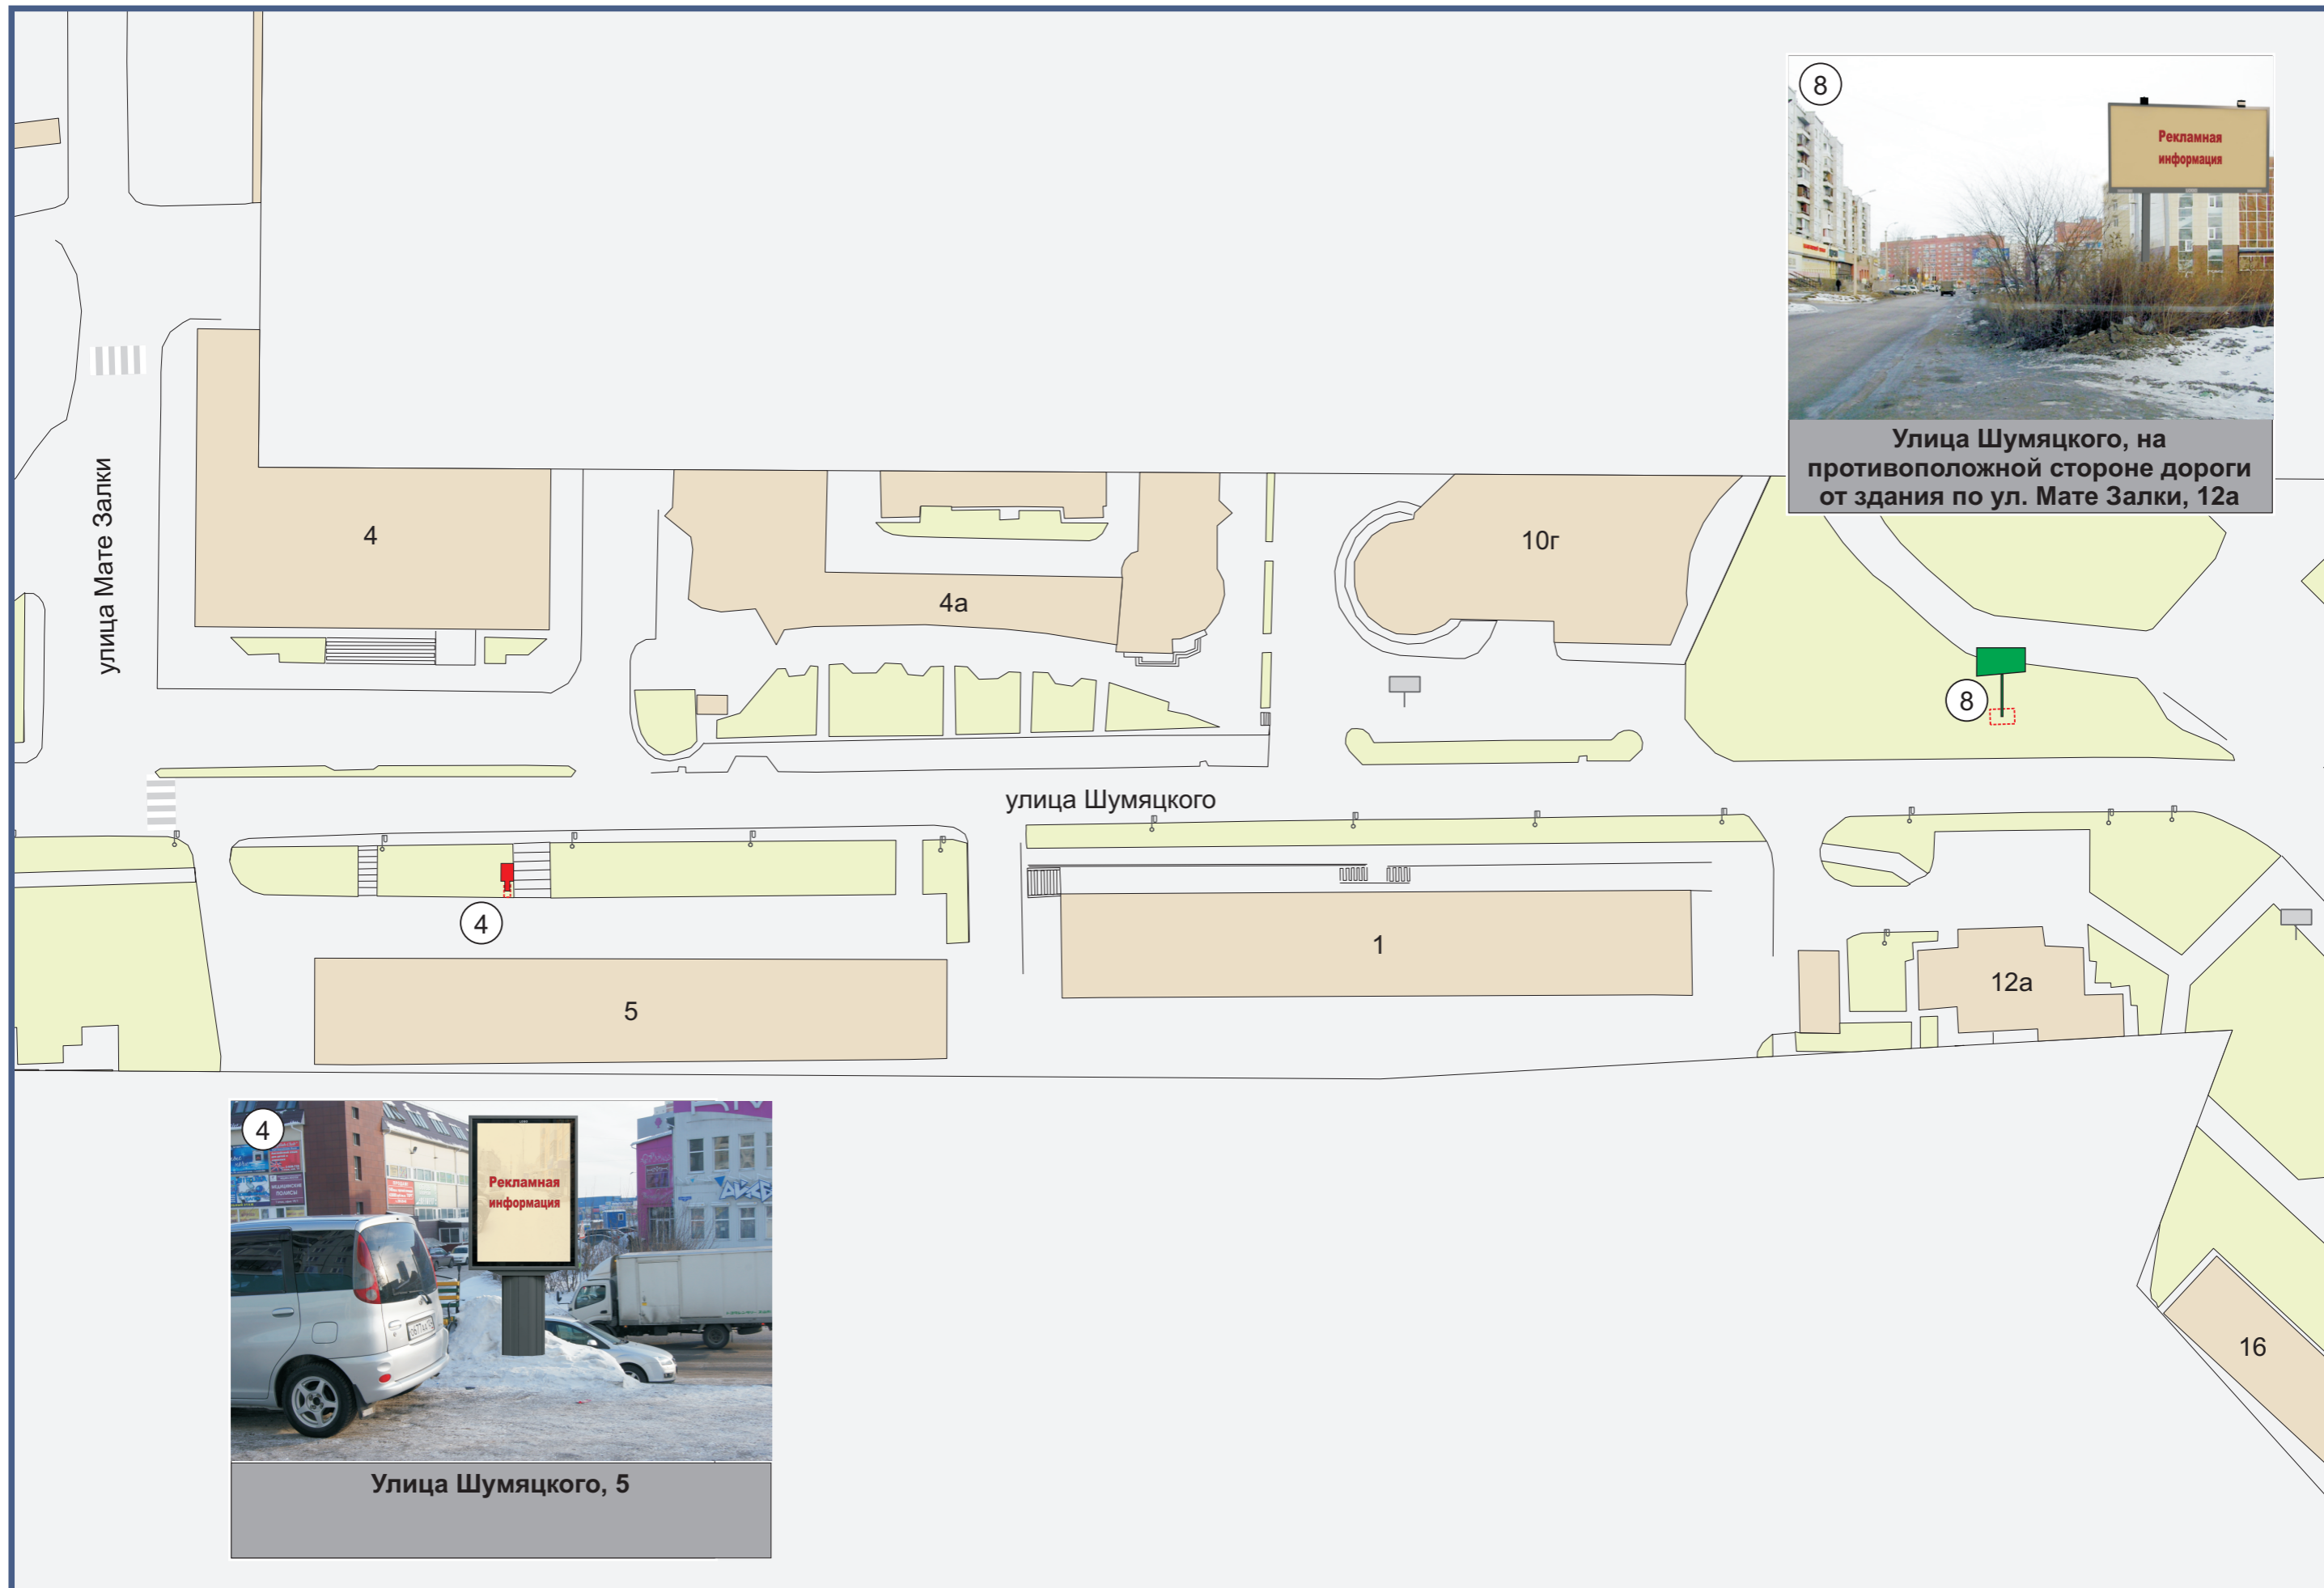 8
Рекламная
информация
Улица Шумяцкого, на
противоположной стороне дороги
от здания по ул. Мате Залки, 12а
улица Мате Залки
4
4а
10г
8
улица Шумяцкого
4
1
12а
5
4
Рекламная
информация
16
Улица Шумяцкого, 5